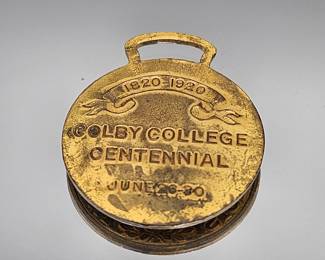 1820-1920
COLBY COLLEGE
CENTENNIAL
JUNE 26-30